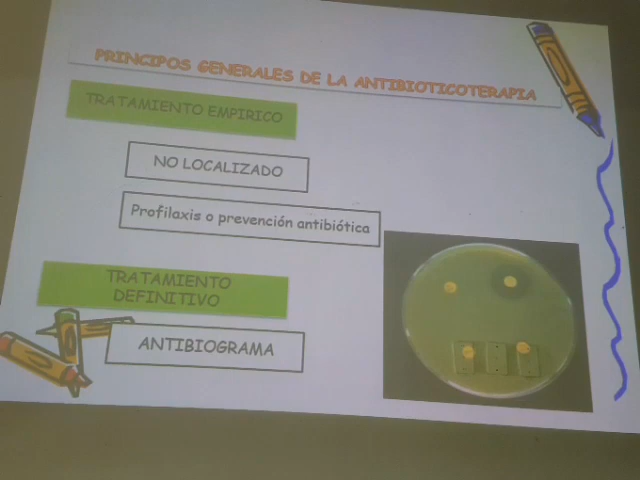 PRINCIPOS GENERALES DE LA ANTIBIOTICOTERAPIA
TRATAMIENTO EMPIRICO
NO LOCALIZADO
Profilaxis o prevención antibiótica
TRATAMIENTO
DEFINITIVO
ANTIBIOGRAMA